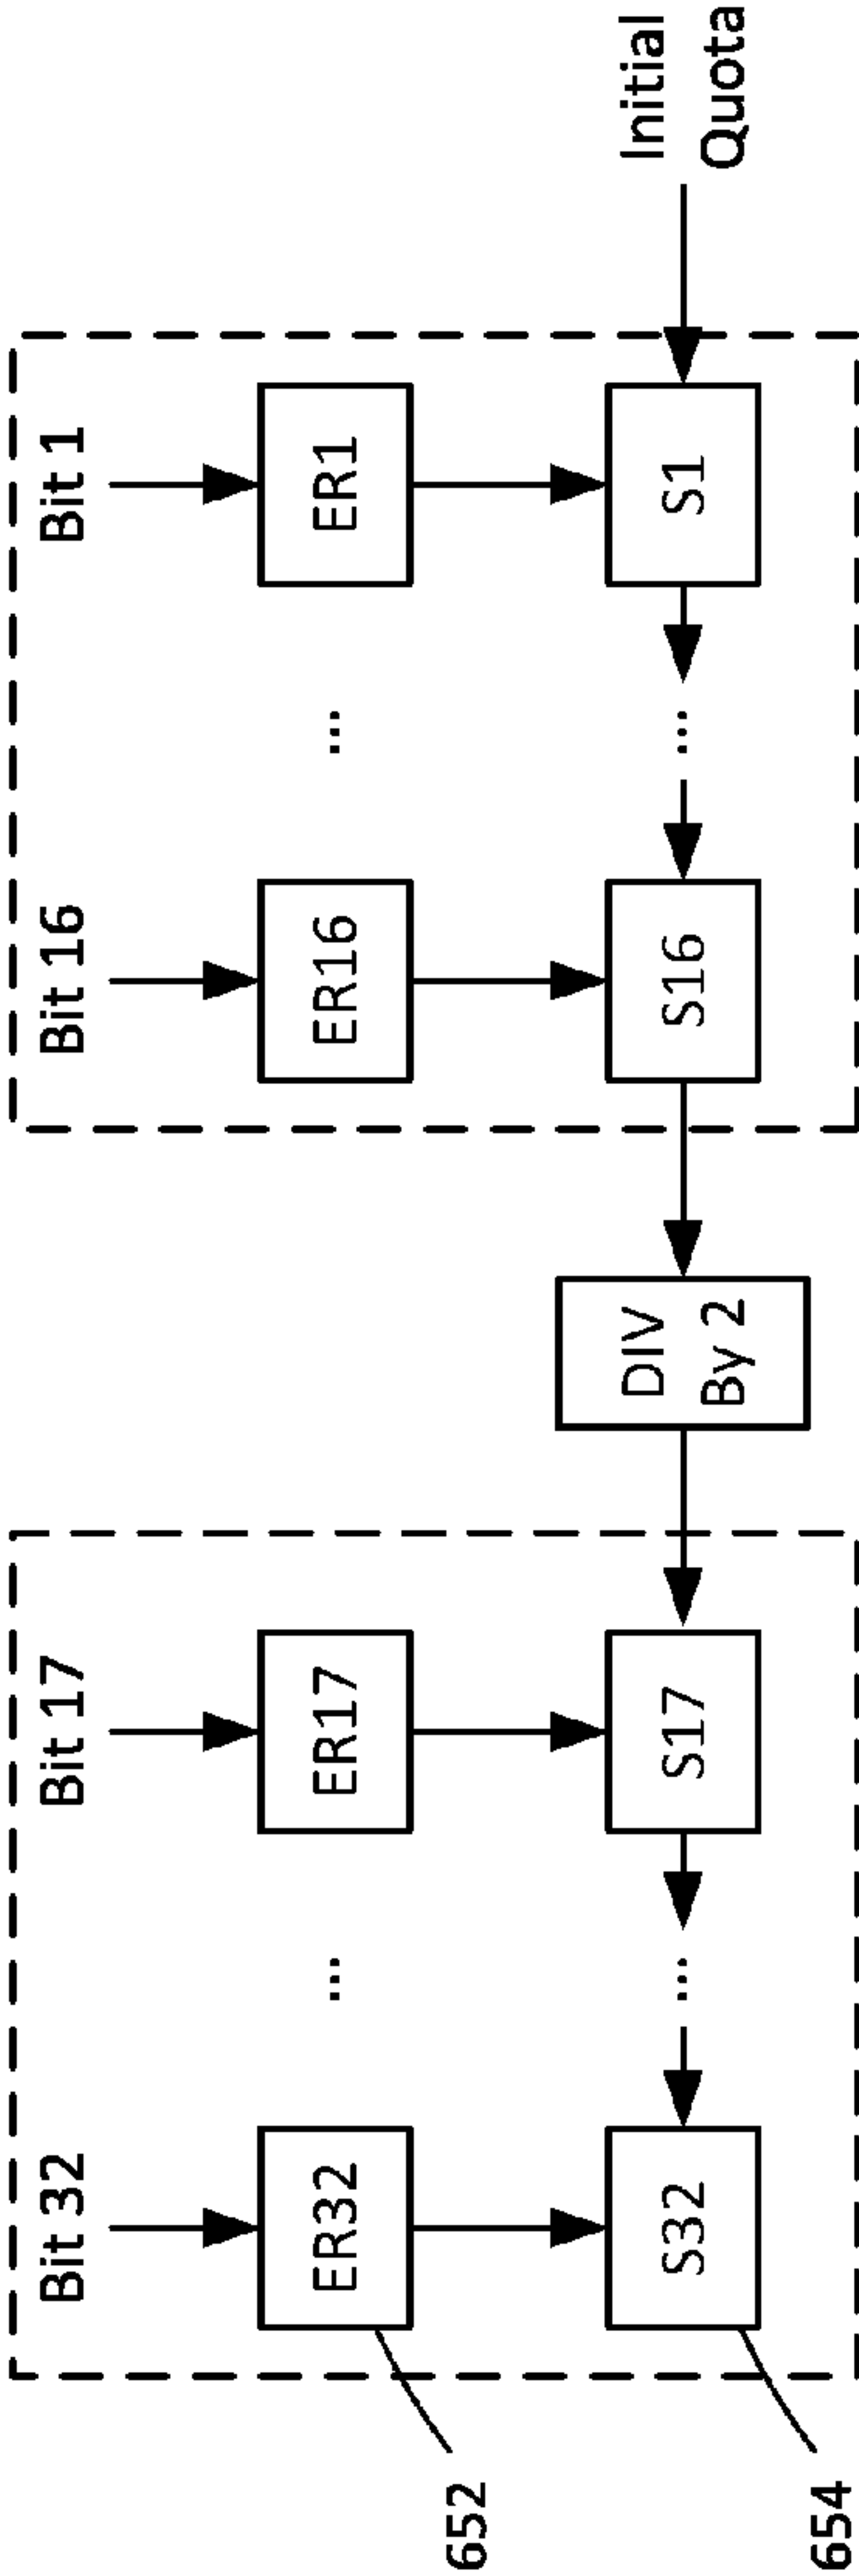 Bit 32
Bit 17
Bit 16
Bit 1
ER32
...
ER17
ER16
...
ER1
652
S32
...
S17
DIV
By 2
S16
...
S1
Initial
Quota
654